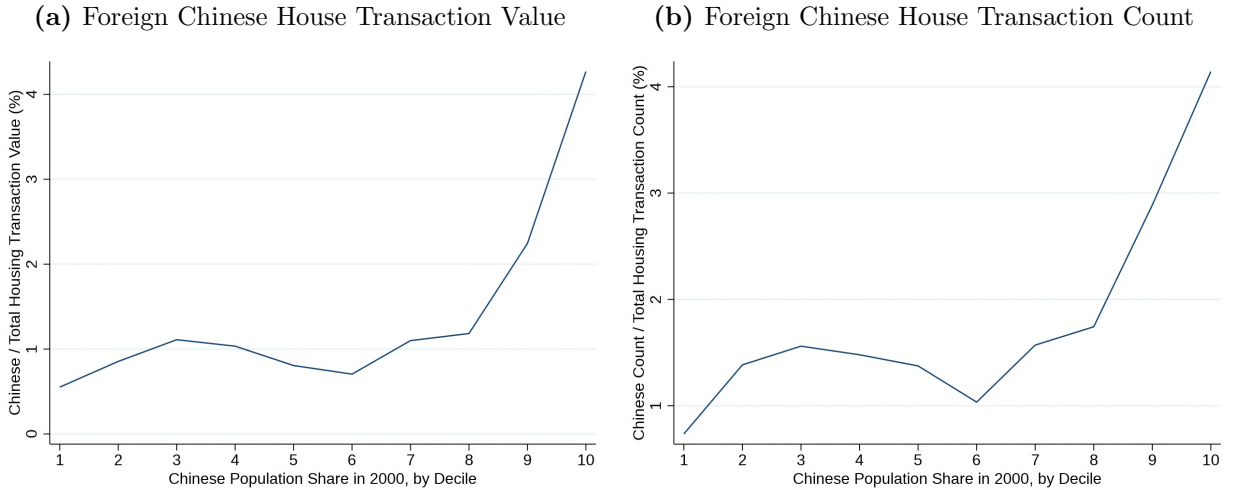 (a) Foreign Chinese House Transaction Value
Chinese / Total Housing Transaction Value (%)
4
3
2
1
0
1 2 3 4 5 6 7 8 9 10
Chinese Population Share in 2000, by Decile
(b) Foreign Chinese House Transaction Count
Chinese Count / Total Housing Transaction Count (%)
4
3
2
1
1 2 3 4 5 6 7 8 9 10
Chinese Population Share in 2000, by Decile